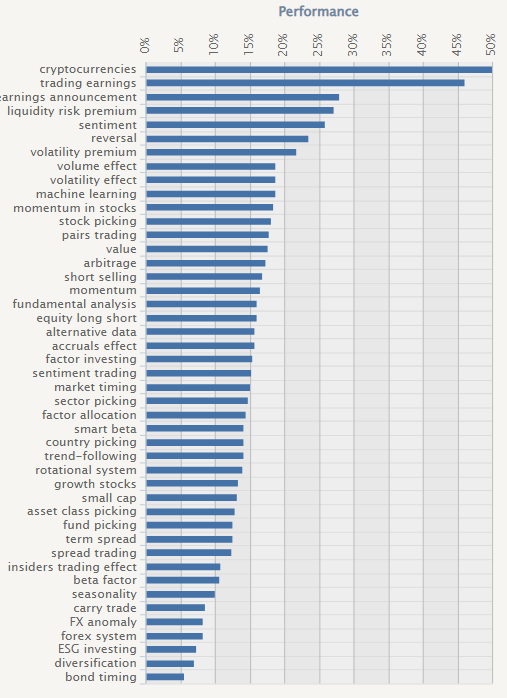 Performance
0% 5% 10% 15% 20% 25% 30% 35% 40% 45% 50%
cryptocurrencies
trading earnings
earnings announcement
liquidity risk premium
sentiment
reversal
volatility premium
volume effect
volatility effect
machine learning
momentum in stocks
stock picking
pairs trading
value
arbitrage
short selling
momentum
fundamental analysis
equity long short
alternative data
accruals effect
factor investing
sentiment trading
market timing
sector picking
factor allocation
smart beta
country picking
trend-following
rotational system
growth stocks
small cap
asset class picking
fund picking
term spread
spread trading
insiders trading effect
beta factor
seasonality
carry trade
FX anomaly
forex system
ESG investing
diversification
bond timing